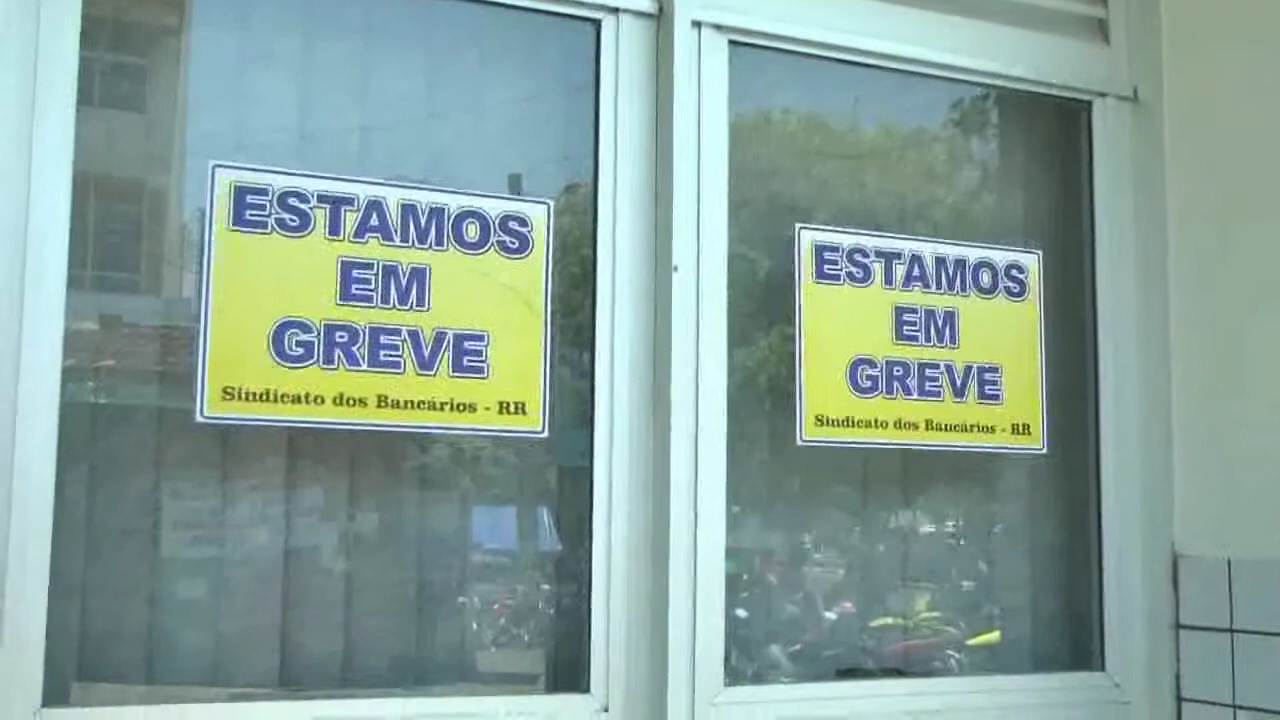 ESTAMOS
EM
GREVE
Sindicato dos Bancários - RR
ESTAMOS
EM
GREVE
Sindicato dos Bancários - RR